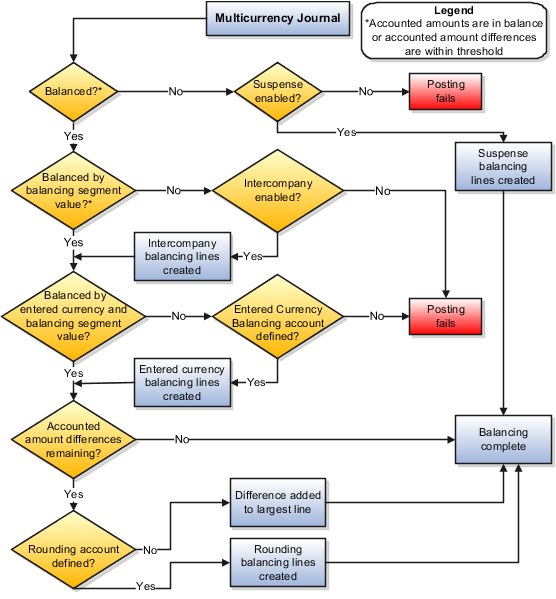 Multicurrency Journal
Legend
*Accounted amounts are in balance
or accounted amount differences
are within threshold
Balanced?*
No
Suspense
enabled?
No
Posting
fails
Yes
Yes
Suspense
balancing
lines created
Balanced by
balancing segment
value?*
No
Intercompany
enabled?
No
Yes
Intercompany
balancing lines
created
Yes
Balanced by
entered currency and
balancing segment
value?
No
Entered Currency
Balancing account
defined?
No
Posting
fails
Yes
Entered currency
balancing lines
created
Yes
Accounted
amount differences
remaining?
No
Balancing
complete
Yes
Difference added
to largest line
Rounding account
defined?
No
Yes
Rounding
balancing lines
created